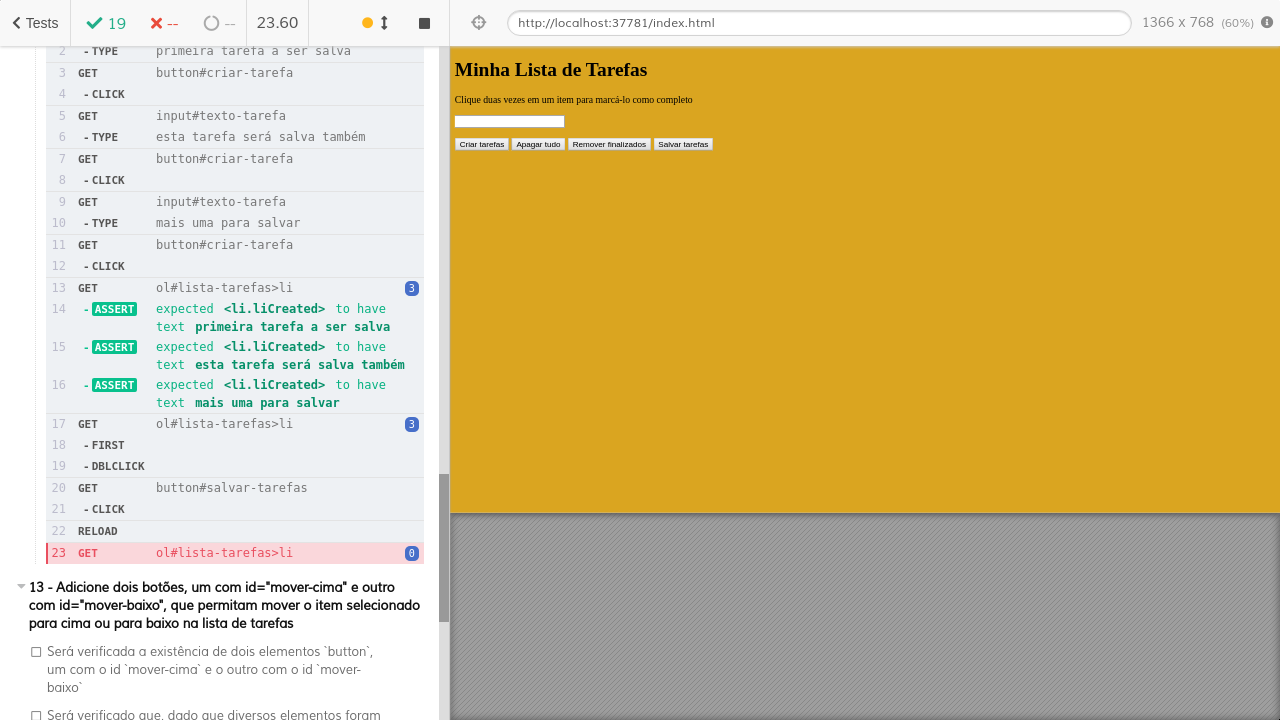 Tests 19 -- -- 23.60 http://localhost:37781/index.html 1366 x 768 (60%)
2 - TYPE primeira tarefa a ser salva
3 GET button#criar-tarefa
4 - CLICK
5 GET input#texto-tarefa
6 - TYPE esta tarefa será salva também
7 GET button#criar-tarefa
8 - CLICK
9 GET input#texto-tarefa
10 - TYPE mais uma para salvar
11 GET button#criar-tarefa
12 - CLICK
13 GET ol#lista-tarefas>li 3
14 - ASSERT expected <li.liCreated> to have
text primeira tarefa a ser salva
15 - ASSERT expected <li.liCreated> to have
text esta tarefa será salva também
16 - ASSERT expected <li.liCreated> to have
text mais uma para salvar
17 GET ol#lista-tarefas>li 3
18 - FIRST
19 - DBLCLICK
20 GET button#salvar-tarefas
21 - CLICK
22 RELOAD
23 GET ol#lista-tarefas>li 0
13 - Adicione dois botões, um com id="mover-cima" e outro
com id="mover-baixo", que permitam mover o item selecionado
para cima ou para baixo na lista de tarefas
Será verificada a existência de dois elementos `button`,
um com o id `mover-cima` e o outro com o id `mover-
baixo`
Será verificado que, dado que diversos elementos foram
Minha Lista de Tarefas
Clique duas vezes em um item para marcá-lo como completo
Criar tarefas Apagar tudo Remover finalizados Salvar tarefas